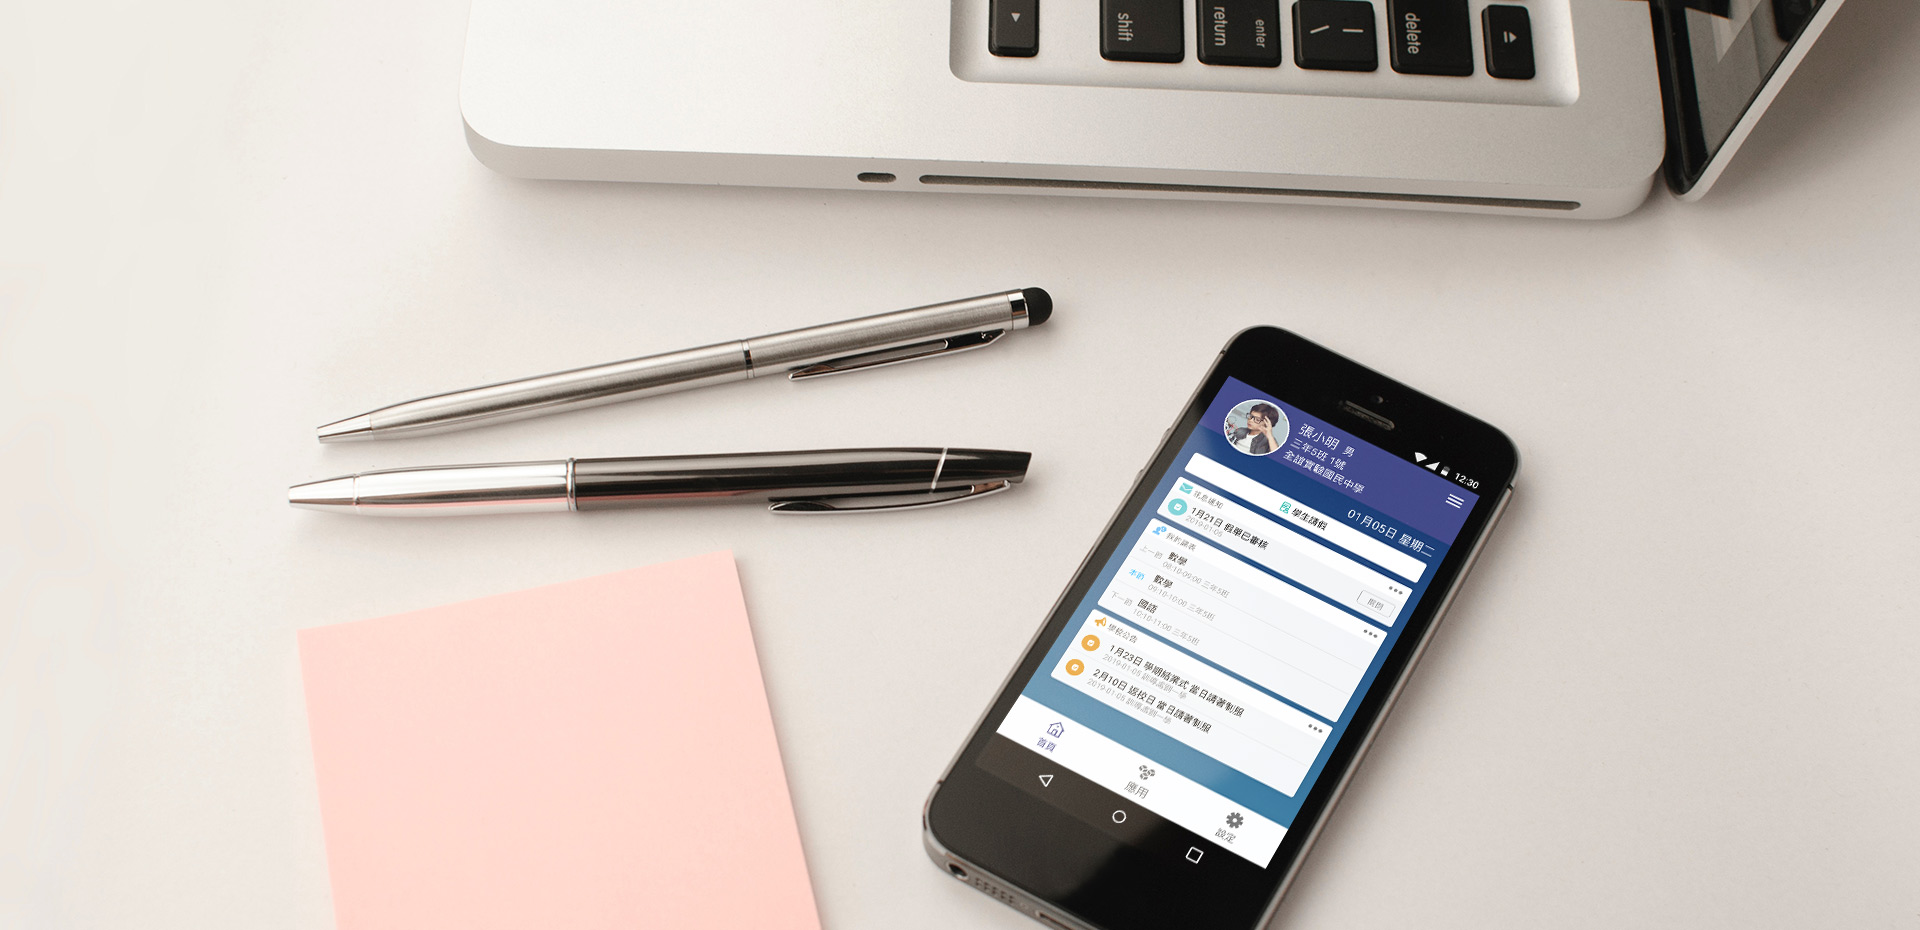 shift
return
enter
delete
12:30
張小明 男
三年5班 1號
全誼實驗國民中學
01月05日 星期二
學生請假
訊息通知
1月21日 假單已審核
2019-01-05
我的課表
上一節 數學
08:10-09:00 三年5班
本節 數學
09:10-10:00 三年5班
下一節 國語
10:10-11:00 三年5班
學校公告
1月23日 學期結業式 當日請著制服
2019-01-05
2月10日 返校日 當日請著制服
2019-01-05
首頁
應用
設定